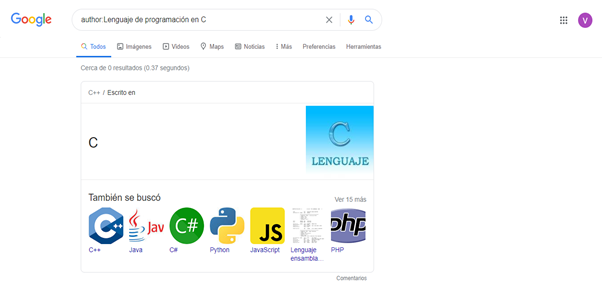 Google
author:Lenguaje de programación en C
V
Todos Imágenes Vídeos Maps Noticias Más Preferencias Herramientas
Cerca de 0 resultados (0.37 segundos)
C++ / Escrito en
C
C
LENGUAJE
También se buscó
Ver 15 más
C++ Jav C# JS php
C++ Java C# Python JavaScript Lenguaje ensambla... PHP
Comentarios